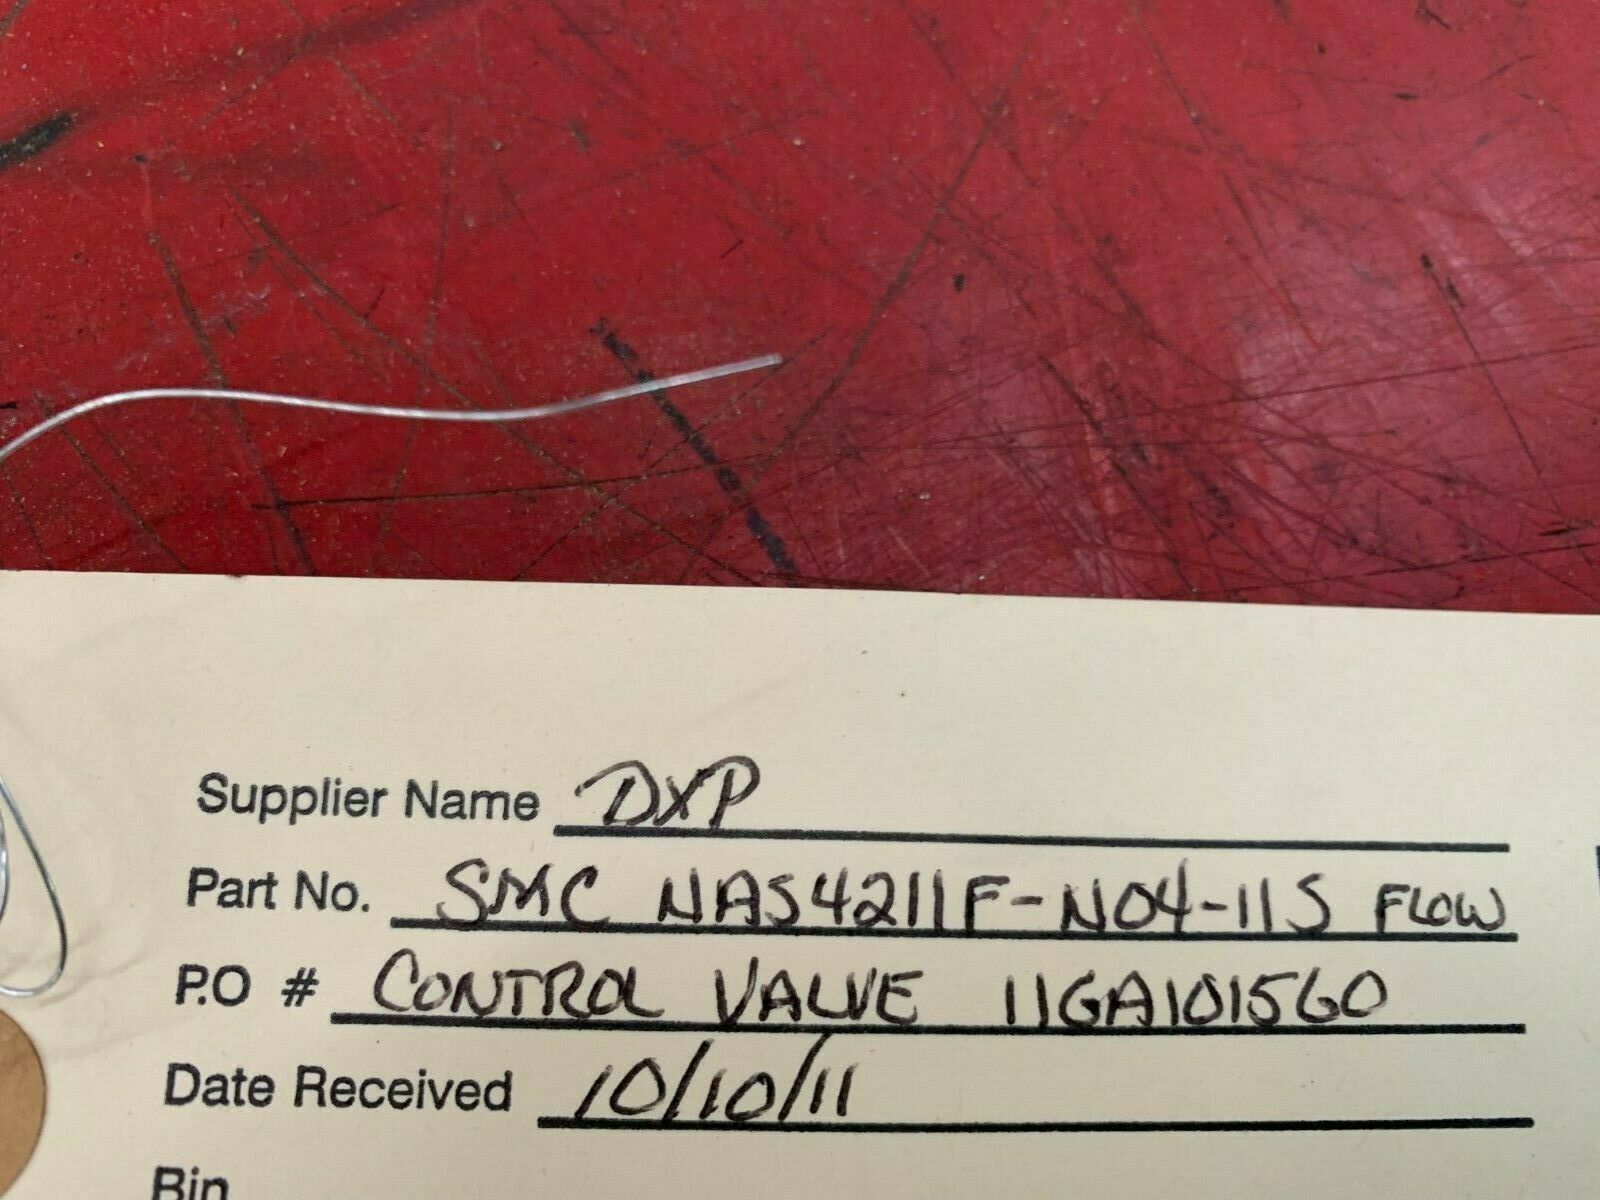 Supplier Name DXP
Part No. SMC NAS4211F-N04-11S FLOW
P.O # CONTROL VALVE 11GA101560
Date Received 10/10/11
Bin